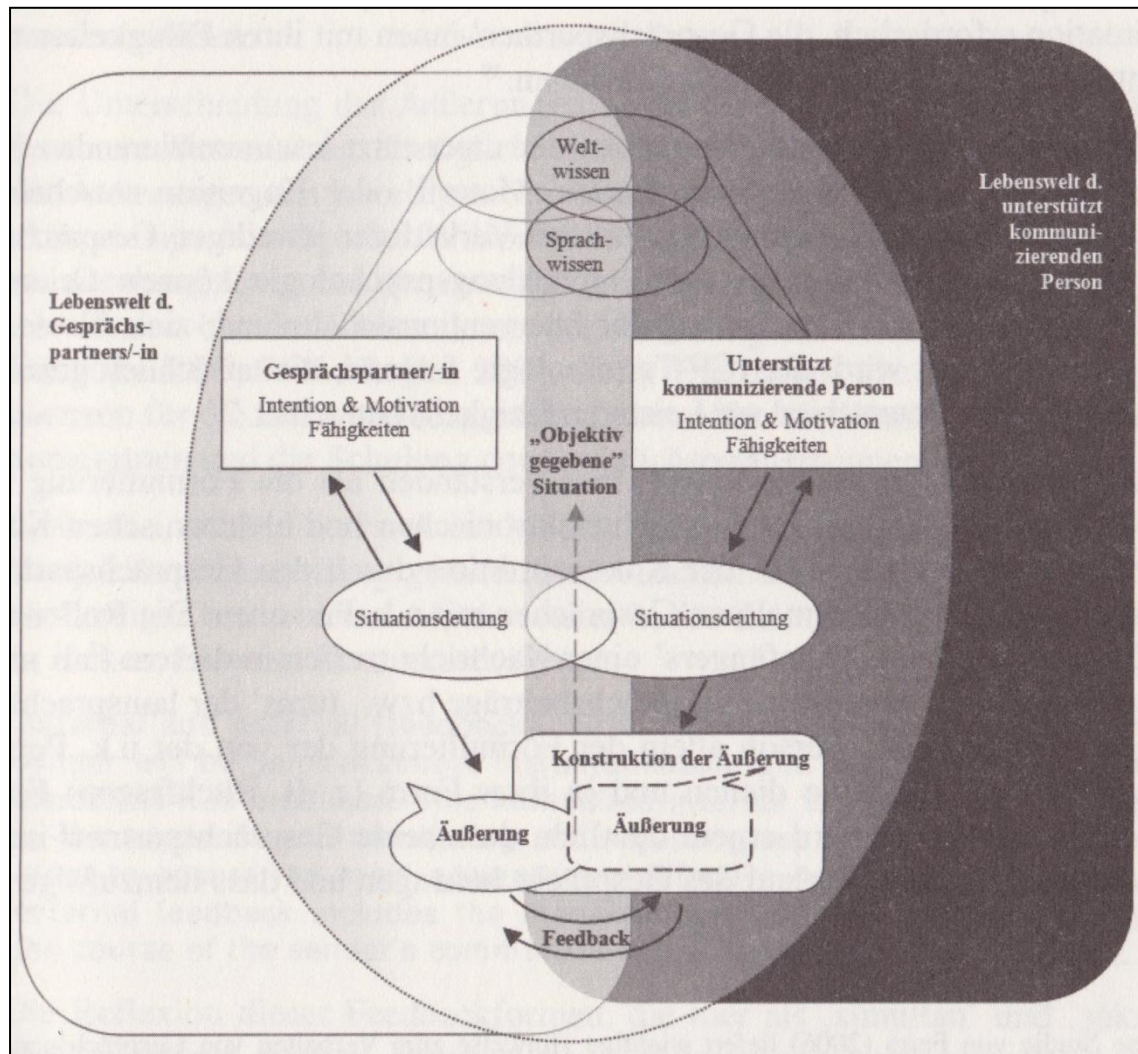 Welt-
wissen
Sprach-
wissen
Lebenswelt d.
unterstützt
kommuni-
zierenden
Person
Lebenswelt d.
Gesprächs-
partners/-in
Gesprächspartner/-in
Intention & Motivation
Fähigkeiten
Unterstützt
kommunizierende Person
Intention & Motivation
Fähigkeiten
„Objektiv
gegebene”
Situation
Situationsdeutung
Situationsdeutung
Konstruktion der Äußerung
Äußerung
Äußerung
Feedback